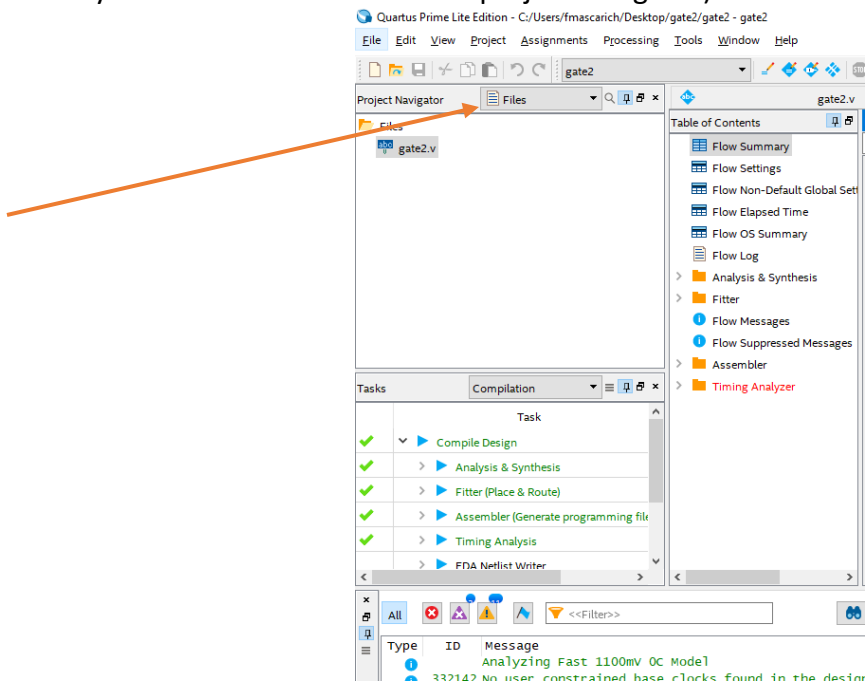 Quartus Prime Lite Edition - C:/Users/fmascarich/Desktop/gate2/gate2 - gate2
File Edit View Project Assignments Processing Tools Window Help
gate2
Project Navigator Files
gate2.v
Files
gate2.v
Table of Contents
Flow Summary
Flow Settings
Flow Non-Default Global Sett
Flow Elapsed Time
Flow OS Summary
Flow Log
Analysis & Synthesis
Fitter
Flow Messages
Flow Suppressed Messages
Assembler
Timing Analyzer
Tasks Compilation
Task
Compile Design
Analysis & Synthesis
Fitter (Place & Route)
Assembler (Generate programming file
Timing Analysis
EDA Netlist Writer
All <<Filter>>
Type ID Message
Analyzing Fast 1100mV 0C Model
332142 No user constrained base clocks found in the design